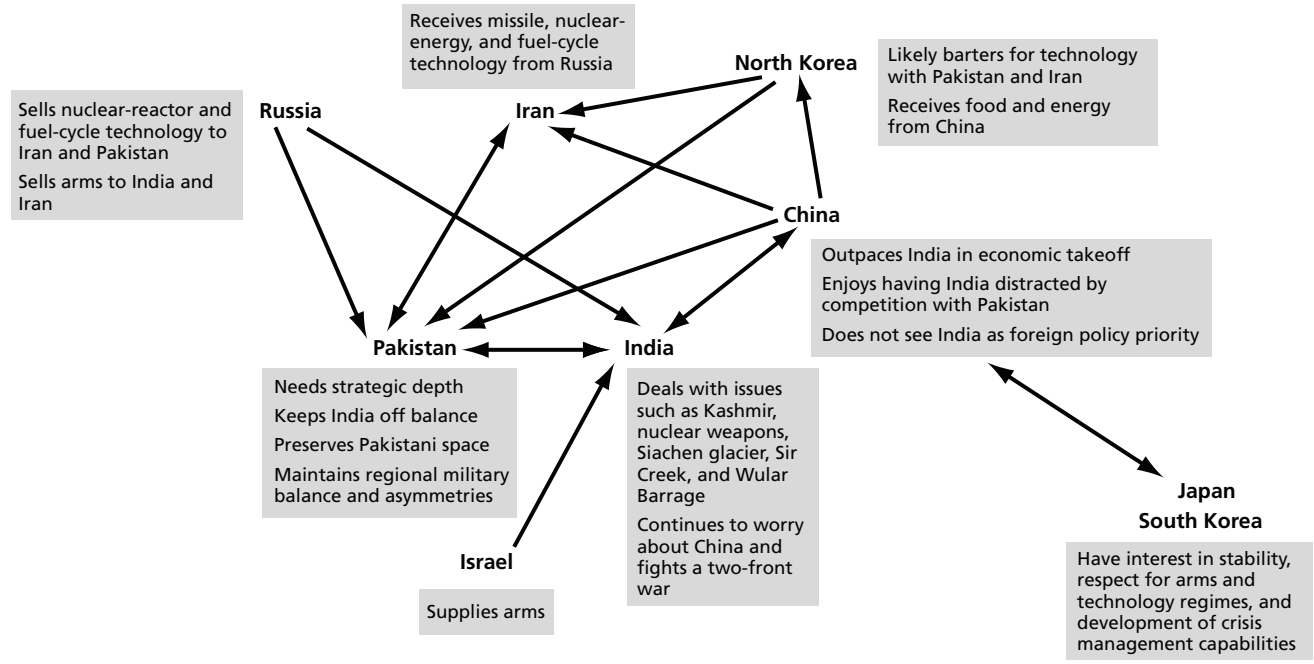 Receives missile, nuclear-
energy, and fuel-cycle
technology from Russia
North Korea
Likely barters for technology
with Pakistan and Iran
Receives food and energy
from China
Sells nuclear-reactor and
fuel-cycle technology to
Iran and Pakistan
Sells arms to India and
Iran
Russia
Iran
China
Outpaces India in economic takeoff
Enjoys having India distracted by
competition with Pakistan
Does not see India as foreign policy priority
Pakistan
India
Needs strategic depth
Keeps India off balance
Preserves Pakistani space
Maintains regional military
balance and asymmetries
Deals with issues
such as Kashmir,
nuclear weapons,
Siachen glacier, Sir
Creek, and Wular
Barrage
Continues to worry
about China and
fights a two-front
war
Israel
Supplies arms
Japan
South Korea
Have interest in stability,
respect for arms and
technology regimes, and
development of crisis
management capabilities